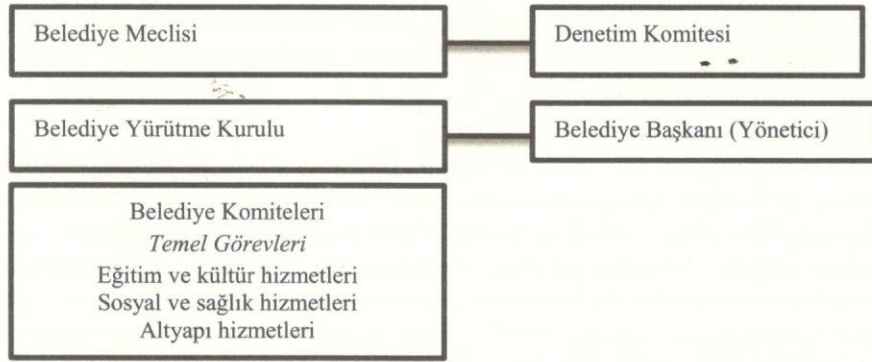 Belediye Meclisi
Denetim Komitesi
Belediye Yürütme Kurulu
Belediye Başkanı (Yönetici)
Belediye Komiteleri
Temel Görevleri
Eğitim ve kültür hizmetleri
Sosyal ve sağlık hizmetleri
Altyapı hizmetleri